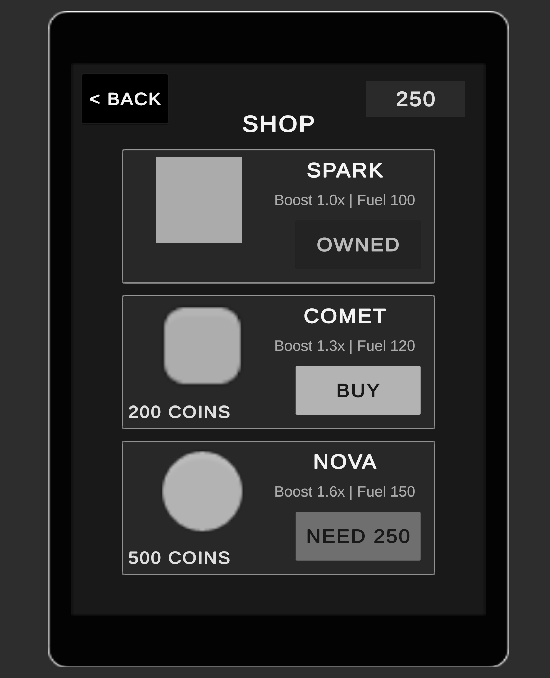 < BACK
250
SHOP
SPARK
Boost 1.0x | Fuel 100
OWNED
COMET
Boost 1.3x | Fuel 120
BUY
200 COINS
NOVA
Boost 1.6x | Fuel 150
NEED 250
500 COINS